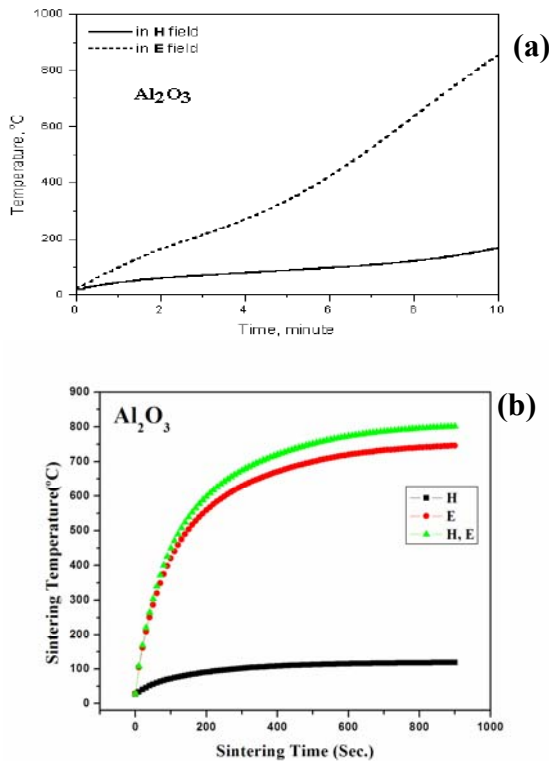 in H field
in E field
(a)
Al2O3
Temperature, ºC
1000
800
600
400
200
0
0 2 4 6 8 10
Time, minute
(b)
Al2O3
Sintering Temperature(°C)
900
800
700
600
500
400
300
200
100
0
H
E
H, E
0 200 400 600 800 1000
Sintering Time (Sec.)